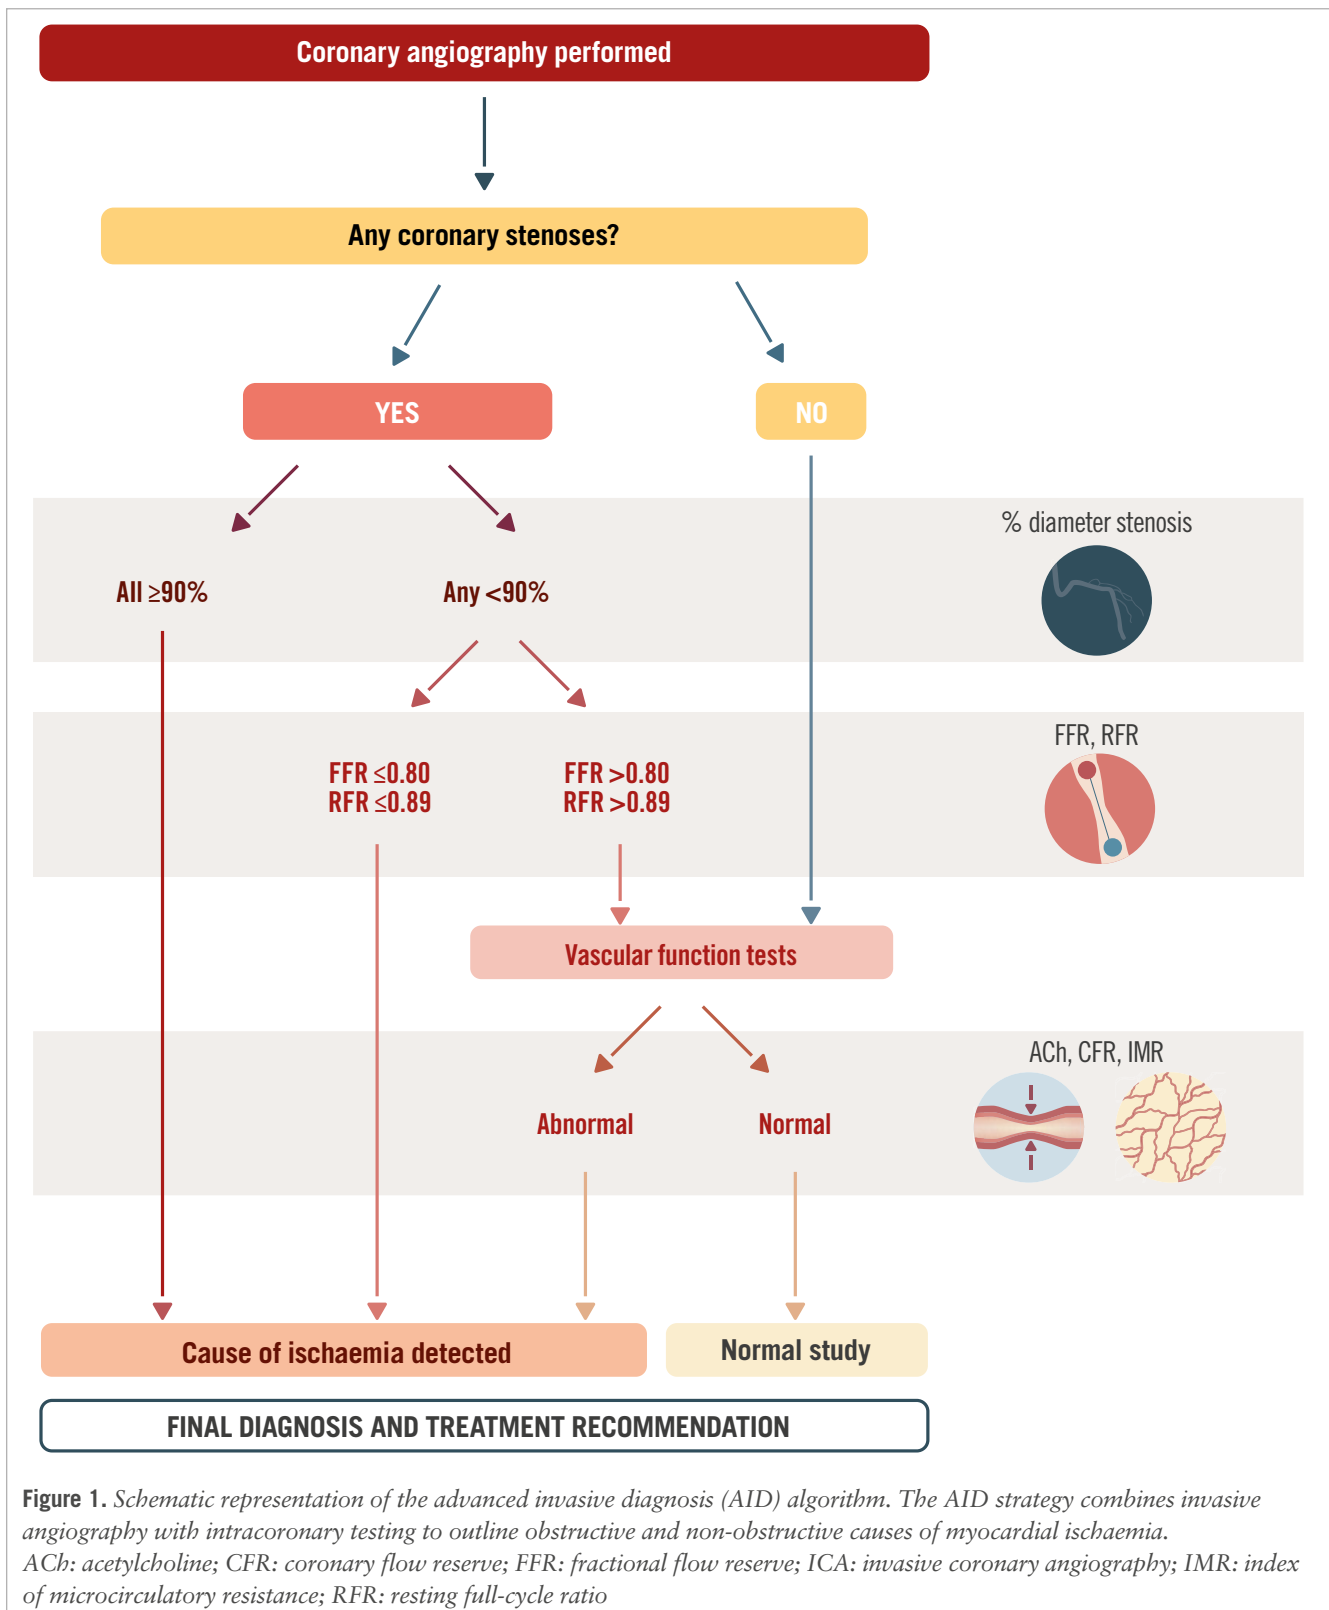 Coronary angiography performed
Any coronary stenoses?
YES
NO
% diameter stenosis
All ≥90%
Any <90%
FFR, RFR
FFR ≤0.80
RFR ≤0.89
FFR >0.80
RFR >0.89
Vascular function tests
ACh, CFR, IMR
Abnormal
Normal
Cause of ischaemia detected
Normal study
FINAL DIAGNOSIS AND TREATMENT RECOMMENDATION
Figure 1. Schematic representation of the advanced invasive diagnosis (AID) algorithm. The AID strategy combines invasive
angiography with intracoronary testing to outline obstructive and non-obstructive causes of myocardial ischaemia.
ACh: acetylcholine; CFR: coronary flow reserve; FFR: fractional flow reserve; ICA: invasive coronary angiography; IMR: index
of microcirculatory resistance; RFR: resting full-cycle ratio